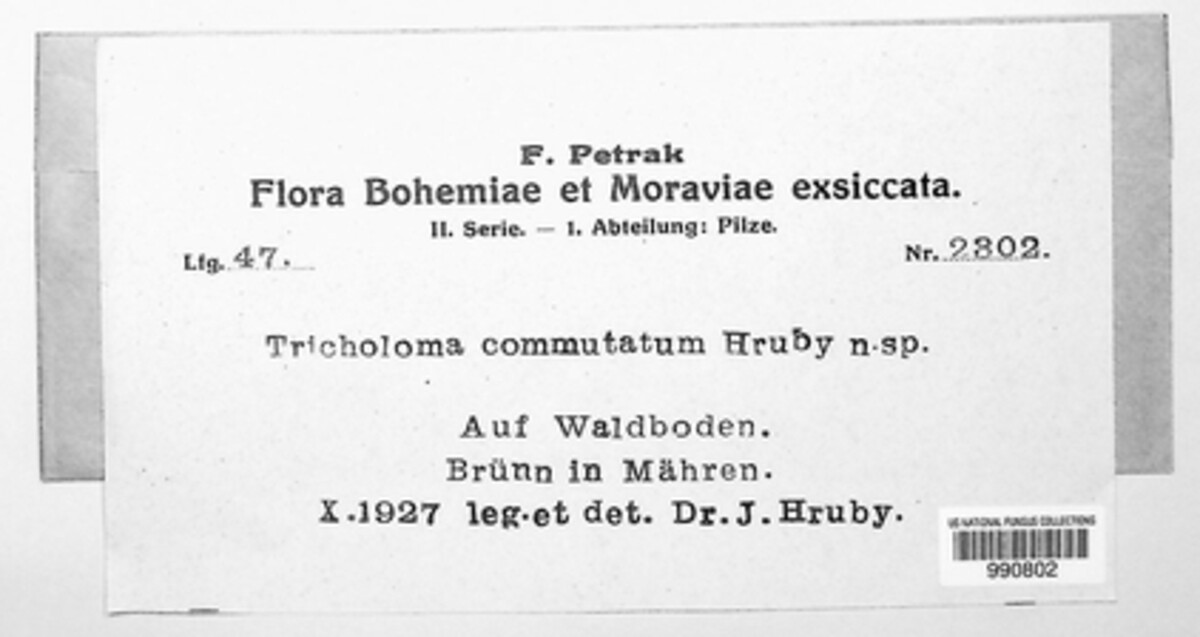 F. Petrak
Flora Bohemiae et Moraviae exsiccata.
II. Serie. — 1. Abteilung: Pilze.
Lfg. 47. Nr. 2302.
Tricholoma commutatum Hruby n.sp.
Auf Waldboden.
Brünn in Mähren.
X.1927 leg.et det. Dr.J.Hruby.
US NATIONAL FUNGUS COLLECTIONS
990802